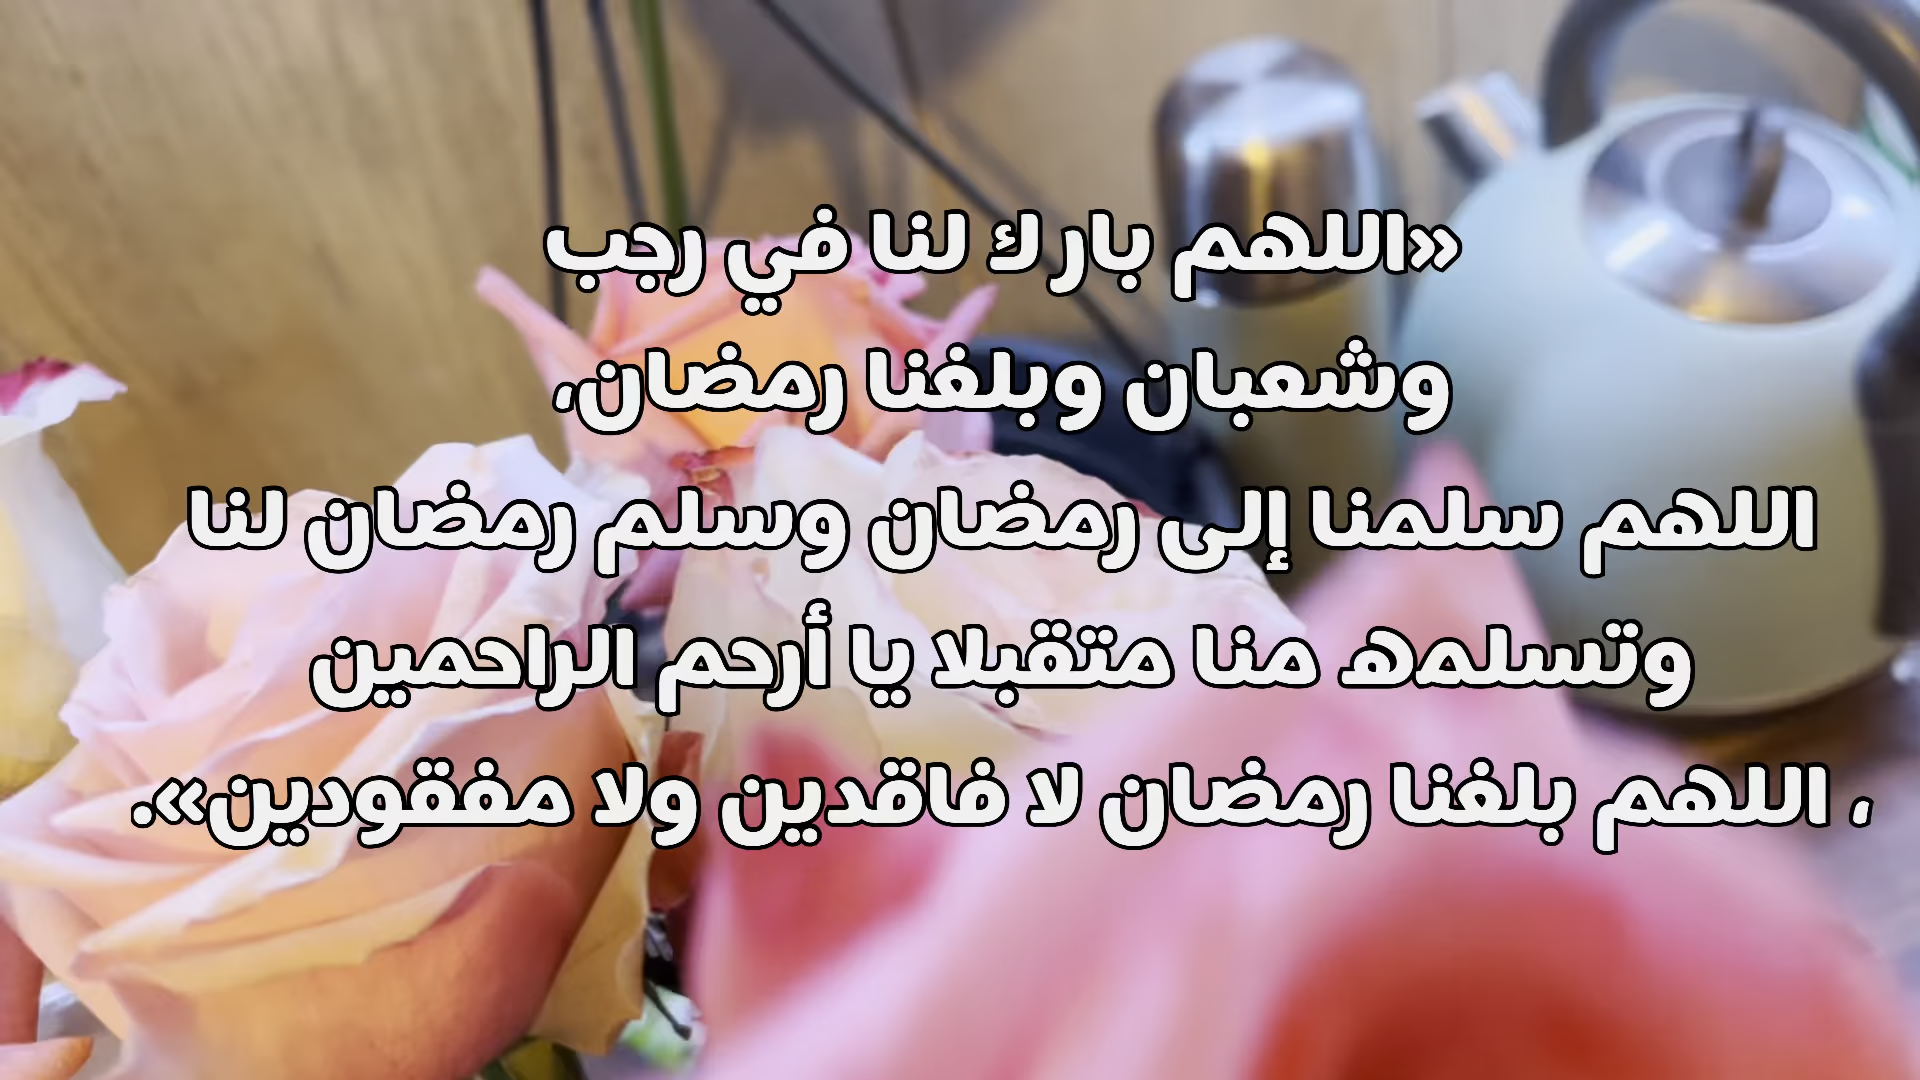 «اللهم بارك لنا في رجب
وشعبان وبلغنا رمضان،
اللهم سلمنا إلى رمضان وسلم رمضان لنا
وتسلمه منا متقبلا يا أرحم الراحمين
، اللهم بلغنا رمضان لا فاقدين ولا مفقودين».